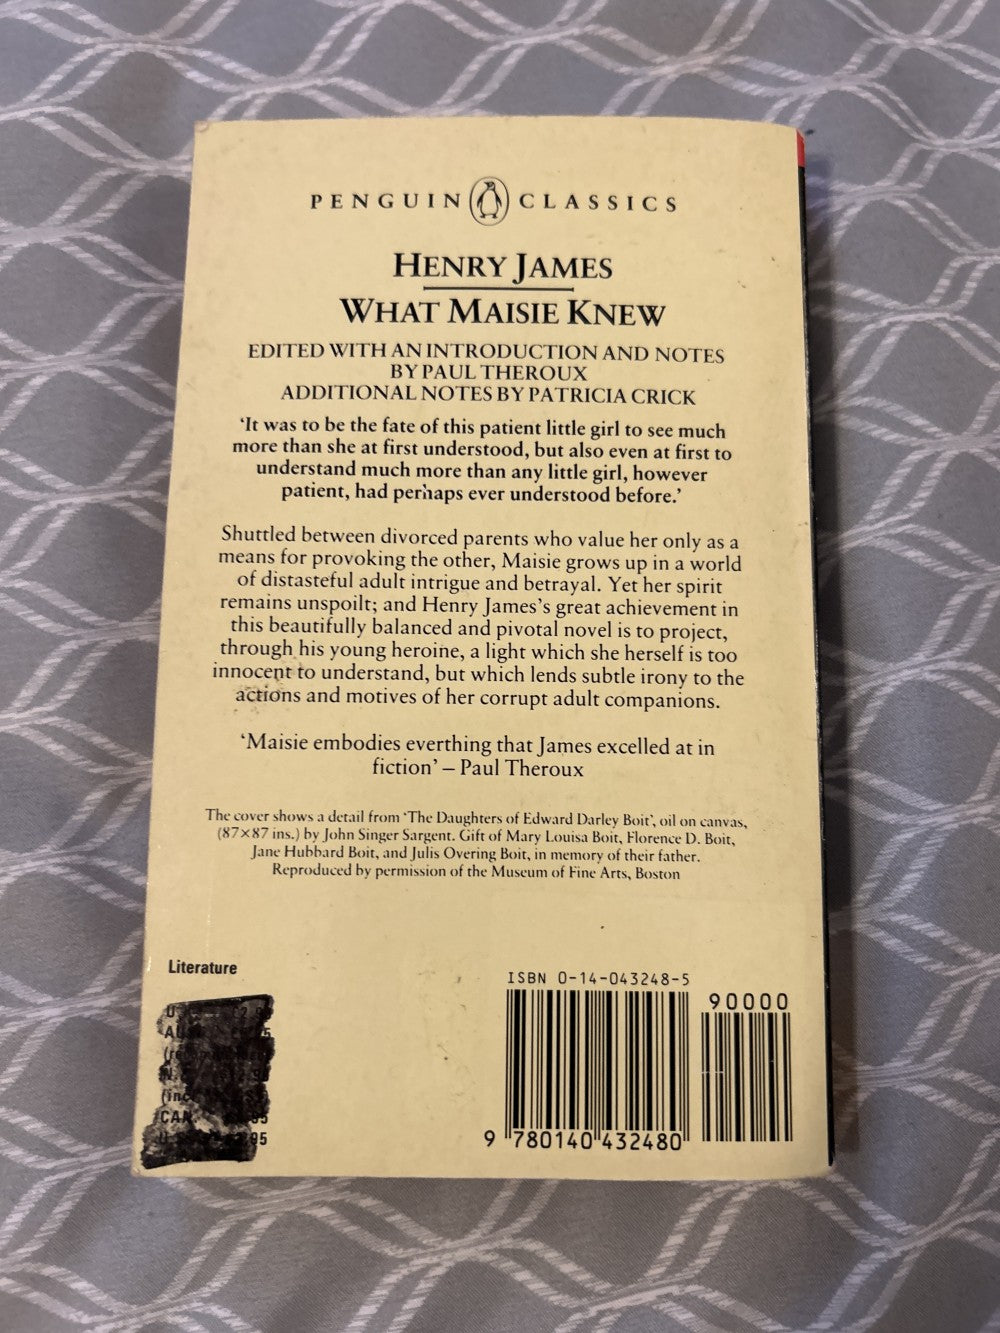 PENGUIN CLASSICS
HENRY JAMES
WHAT MAISIE KNEW
EDITED WITH AN INTRODUCTION AND NOTES
BY PAUL THEROUX
ADDITIONAL NOTES BY PATRICIA CRICK
‘It was to be the fate of this patient little girl to see much
more than she at first understood, but also even at first to
understand much more than any little girl, however
patient, had perhaps ever understood before.’
Shuttled between divorced parents who value her only as a
means for provoking the other, Maisie grows up in a world
of distasteful adult intrigue and betrayal. Yet her spirit
remains unspoilt; and Henry James’s great achievement in
this beautifully balanced and pivotal novel is to project,
through his young heroine, a light which she herself is too
innocent to understand, but which lends subtle irony to the
actions and motives of her corrupt adult companions.
‘Maisie embodies everthing that James excelled at in
fiction’ – Paul Theroux
The cover shows a detail from ‘The Daughters of Edward Darley Boit’, oil on canvas,
(87×87 ins.) by John Singer Sargent. Gift of Mary Louisa Boit, Florence D. Boit,
Jane Hubbard Boit, and Julis Overing Boit, in memory of their father.
Reproduced by permission of the Museum of Fine Arts, Boston
Literature
CAN
ISBN 0-14-043248-5
90000
9 780140 432480